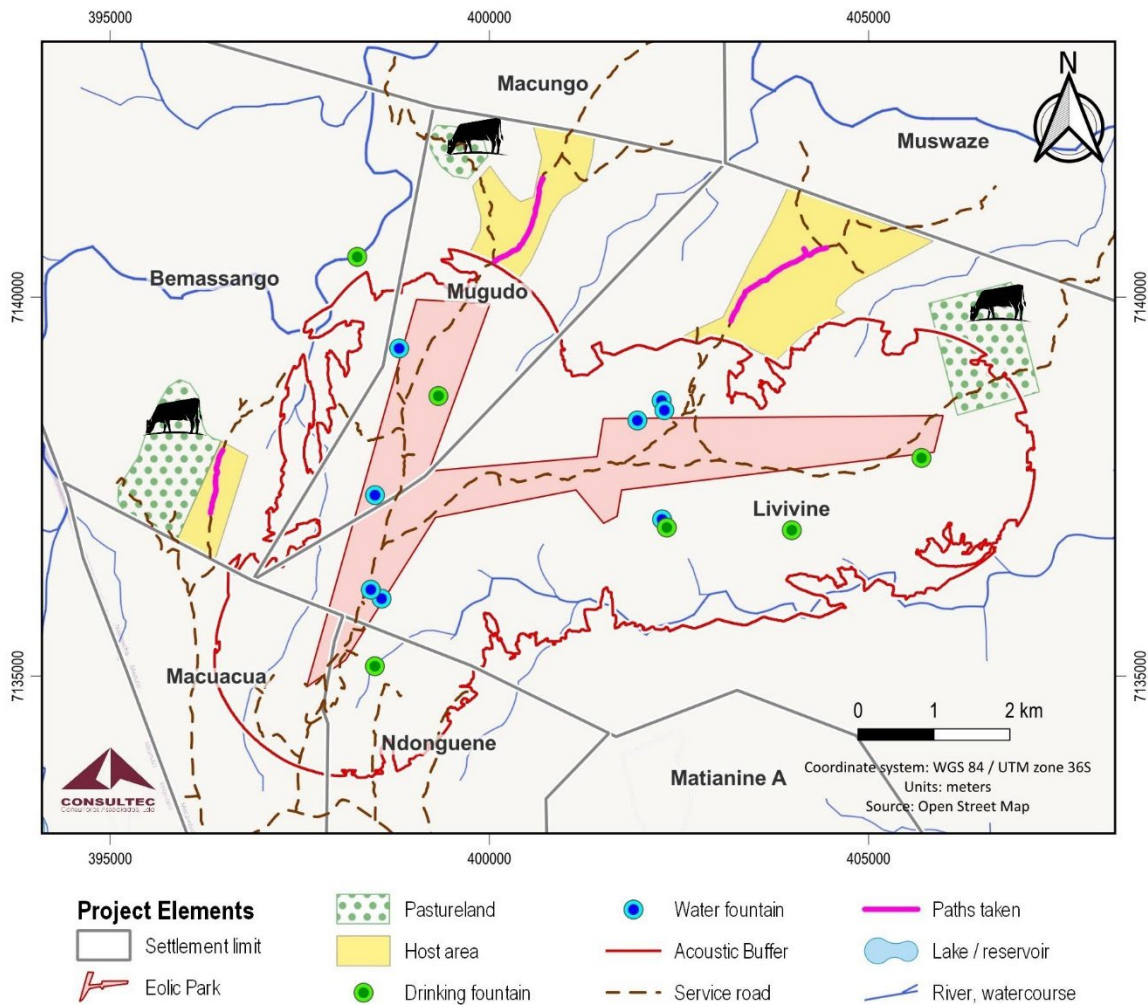 395000 400000 405000
N
Macungo
Muswaze
Bemassango
7140000
Mugudo
7140000
Livivine
7135000
Macuacua
7135000
Ndonguene
0 1 2 km
Matianine A
Coordinate system: WGS 84 / UTM zone 36S
Units: meters
Source: Open Street Map
CONSULTEC
Consultores Associados, Lda
395000 400000 405000
Project Elements
Settlement limit
Eolic Park
Pastureland
Host area
Drinking fountain
Water fountain
Acoustic Buffer
Service road
Paths taken
Lake / reservoir
River, watercourse